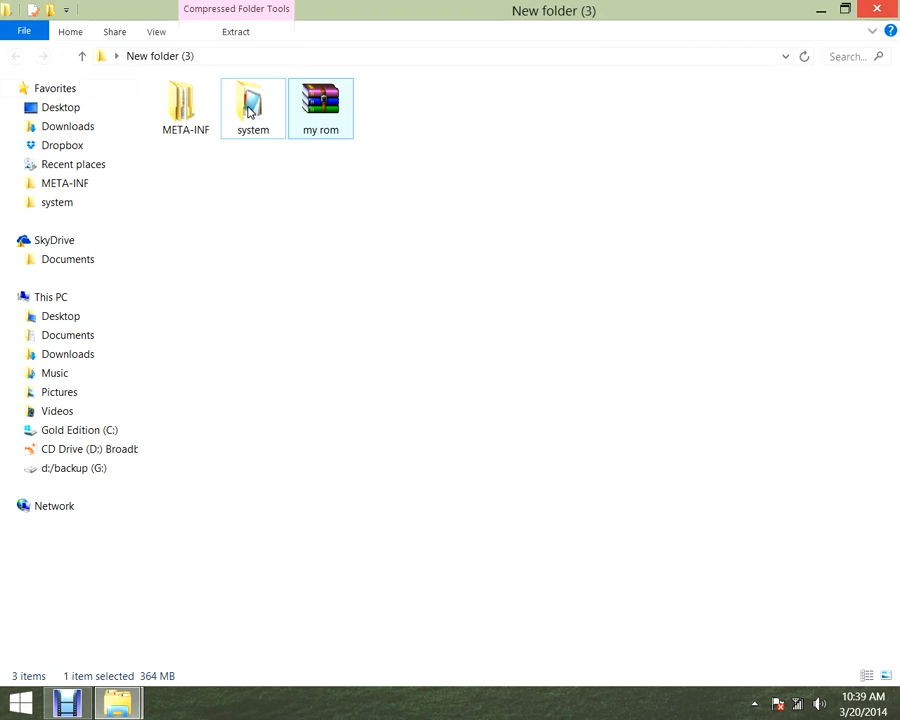 Compressed Folder Tools
New folder (3)
File
Home
Share
View
Extract
New folder (3)
Search...
Favorites
Desktop
Downloads
Dropbox
Recent places
META-INF
system
SkyDrive
Documents
This PC
Desktop
Documents
Downloads
Music
Pictures
Videos
Gold Edition (C:)
CD Drive (D:) Broadb
d:/backup (G:)
Network
META-INF
system
my rom
3 items
1 item selected
364 MB
10:39 AM
3/20/2014